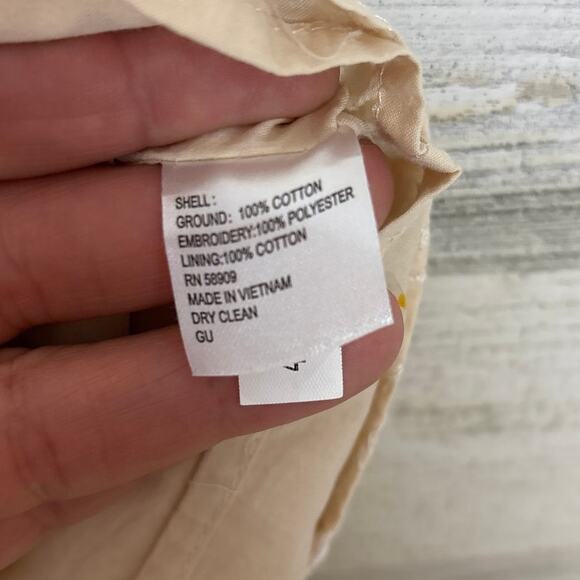 SHELL:
GROUND: 100% COTTON
EMBROIDERY:100% POLYESTER
LINING:100% COTTON
RN 58909
MADE IN VIETNAM
DRY CLEAN
GU